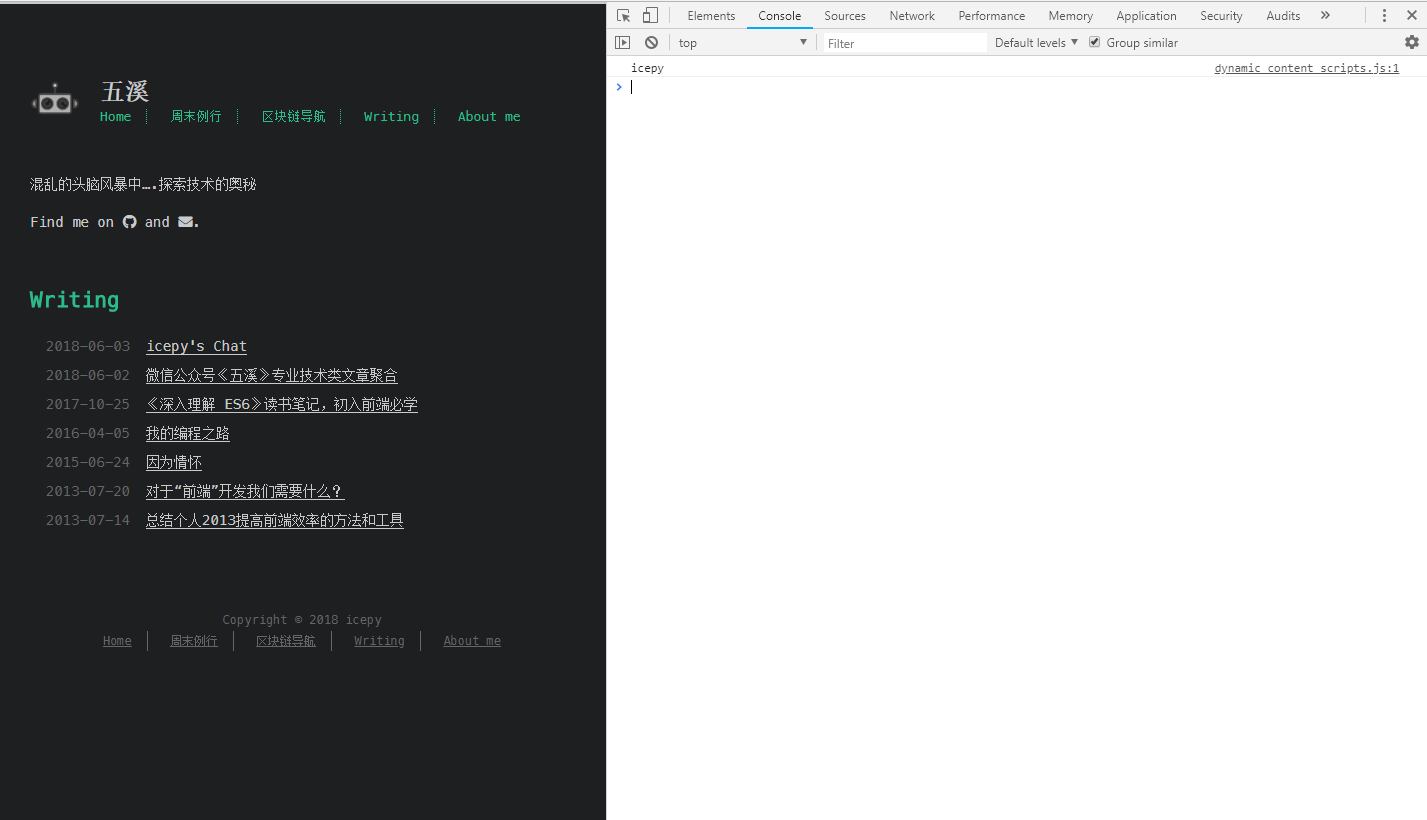 五溪
Home 周末例行 区块链导航 Writing About me
混乱的头脑风暴中….探索技术的奥秘
Find me on and .
Writing
2018-06-03 icepy's Chat
2018-06-02 微信公众号《五溪》专业技术类文章聚合
2017-10-25 《深入理解 ES6》读书笔记，初入前端必学
2016-04-05 我的编程之路
2015-06-24 因为情怀
2013-07-20 对于“前端”开发我们需要什么？
2013-07-14 总结个人2013提高前端效率的方法和工具
Copyright © 2018 icepy
Home 周末例行 区块链导航 Writing About me
Elements Console Sources Network Performance Memory Application Security Audits »
top Filter Default levels Group similar
icepy dynamic content scripts.js:1